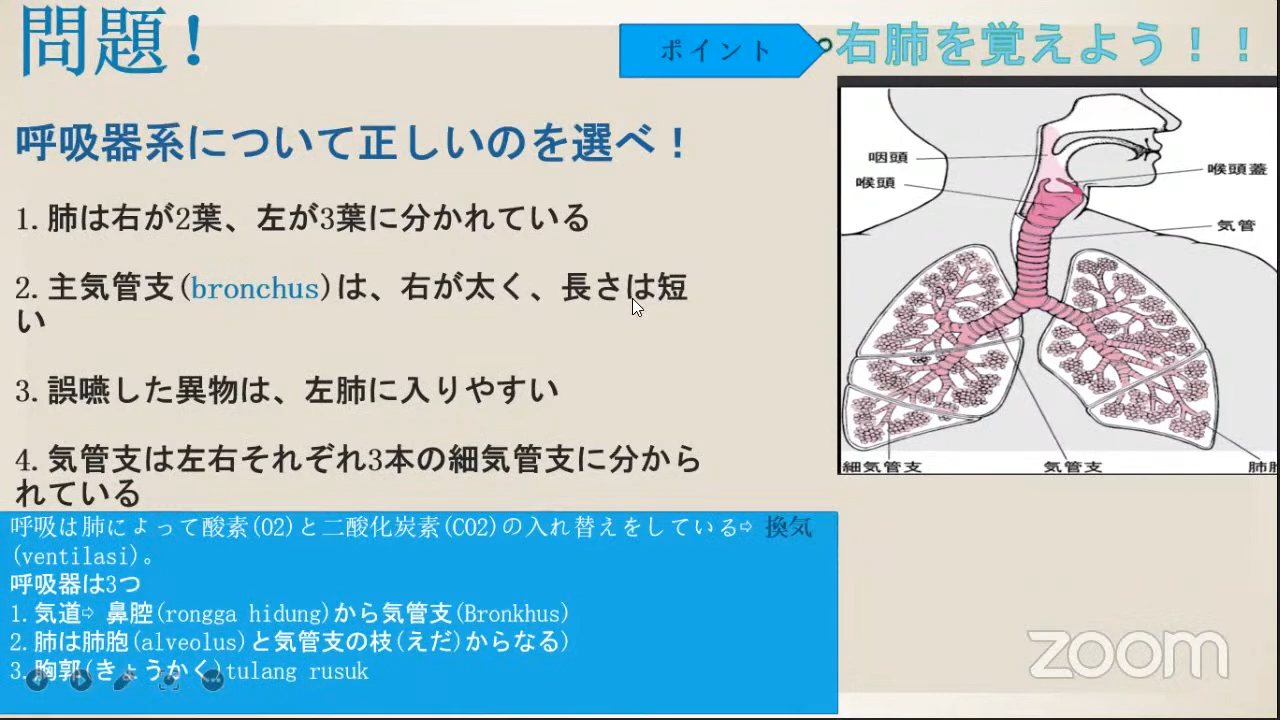 問題！
ポイント
右肺を覚えよう！！
呼吸器系について正しいのを選べ！
1.肺は右が2葉、左が3葉に分かれている
2.主気管支(bronchus)は、右が太く、長さは短
い
3.誤嚥した異物は、左肺に入りやすい
4.気管支は左右それぞれ3本の細気管支に分から
れている
咽頭
喉頭
喉頭蓋
気管
細気管支
気管支
肺胞
呼吸は肺によって酸素(O2)と二酸化炭素(CO2)の入れ替えをしている⇨ 換気
(ventilasi)。
呼吸器は3つ
1.気道⇨ 鼻腔(rongga hidung)から気管支(Bronkhus)
2.肺は肺胞(alveolus)と気管支の枝(えだ)からなる)
3.胸郭(きょうかく)tulang rusuk
zoom